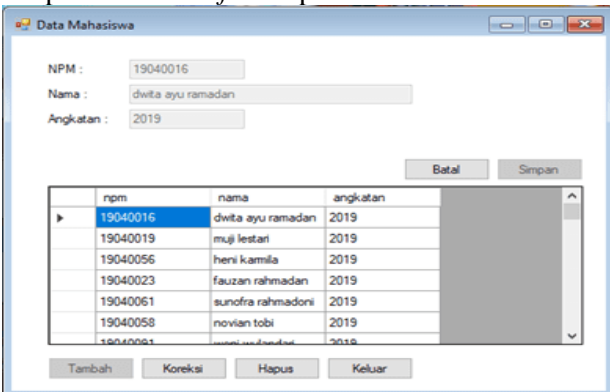 Data Mahasiswa
NPM : 19040016
Nama : dwita ayu ramadan
Angkatan : 2019
Batal Simpan
npm nama angkatan
19040016 dwita ayu ramadan 2019
19040019 muji lestari 2019
19040056 heni karmila 2019
19040023 fauzan rahmadan 2019
19040061 sunofra rahmadoni 2019
19040058 novian tobi 2019
19040091 2019
Tambah Koreksi Hapus Keluar